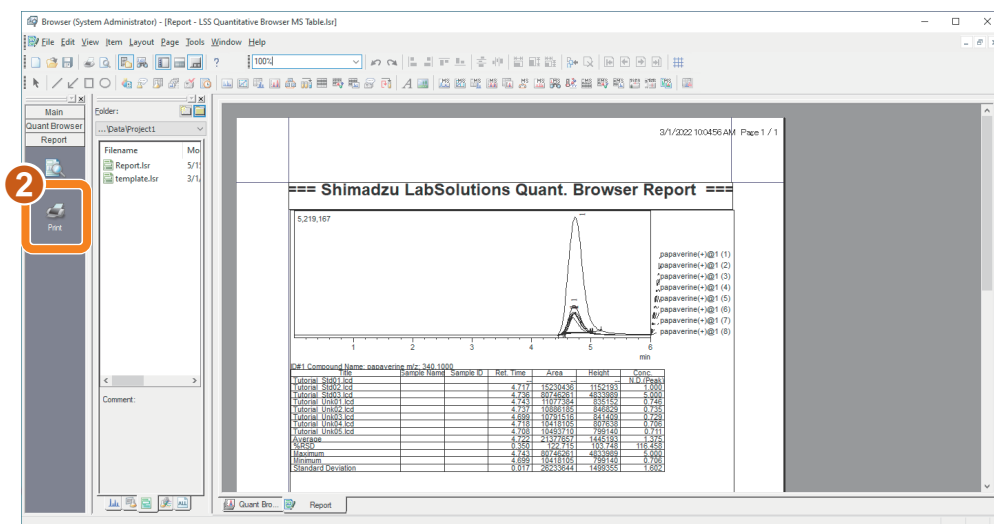 Browser (System Administrator) - [Report - LSS Quantitative Browser MS Table.lsr]
File Edit View Item Layout Page Tools Window Help
100%
Main
Quant Browser
Report
2
Print
Folder:
...\Data\Project1
Filename Mo
Report.lsr 5/1
template.lsr 3/1/
Comment:
ALL
3/1/2022 10:04:56 AM Page 1 / 1
=== Shimadzu LabSolutions Quant. Browser Report ===
5,219,167
papaverine(+)@1 (1)
papaverine(+)@1 (2)
papaverine(+)@1 (3)
papaverine(+)@1 (4)
papaverine(+)@1 (5)
papaverine(+)@1 (6)
papaverine(+)@1 (7)
papaverine(+)@1 (8)
1 2 3 4 5 6
min
ID#1 Compound Name: papaverine m/z: 340.1000
Title Sample Name Sample ID Ret. Time Area Height Conc.
Tutorial_Std01.lcd -- -- -- N.D.(Peak)
Tutorial_Std02.lcd 4.717 15230436 1152193 1.000
Tutorial_Std03.lcd 4.736 80746261 4833989 5.000
Tutorial_Unk01.lcd 4.743 11077384 835152 0.746
Tutorial_Unk02.lcd 4.737 10886185 846829 0.735
Tutorial_Unk03.lcd 4.699 10791516 841409 0.729
Tutorial_Unk04.lcd 4.718 10418105 807638 0.706
Tutorial_Unk05.lcd 4.708 10493710 799140 0.711
Average 4.722 21377657 1445193 1.375
%RSD 0.350 122.715 103.748 116.458
Maximum 4.743 80746261 4833989 5.000
Minimum 4.699 10418105 799140 0.706
Standard Deviation 0.017 26233644 1499355 1.602
Quant Bro... Report